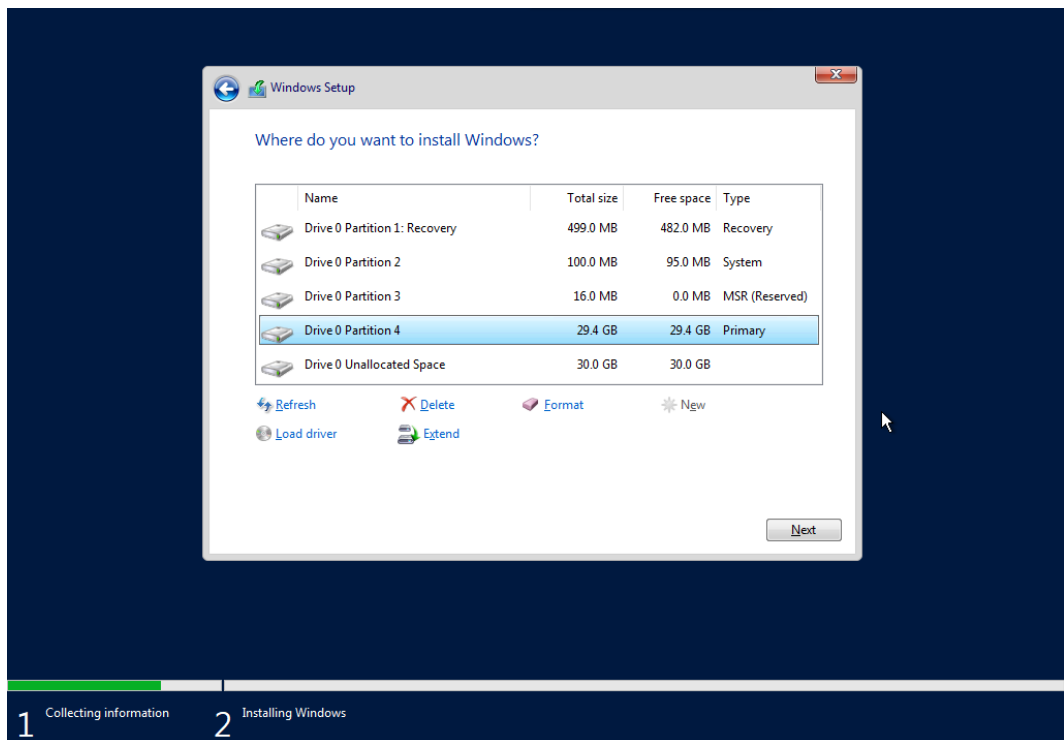 Windows Setup
Where do you want to install Windows?
Name Total size Free space Type
Drive 0 Partition 1: Recovery 499.0 MB 482.0 MB Recovery
Drive 0 Partition 2 100.0 MB 95.0 MB System
Drive 0 Partition 3 16.0 MB 0.0 MB MSR (Reserved)
Drive 0 Partition 4 29.4 GB 29.4 GB Primary
Drive 0 Unallocated Space 30.0 GB 30.0 GB
Refresh Delete Format New
Load driver Extend
Next
1 Collecting information 2 Installing Windows